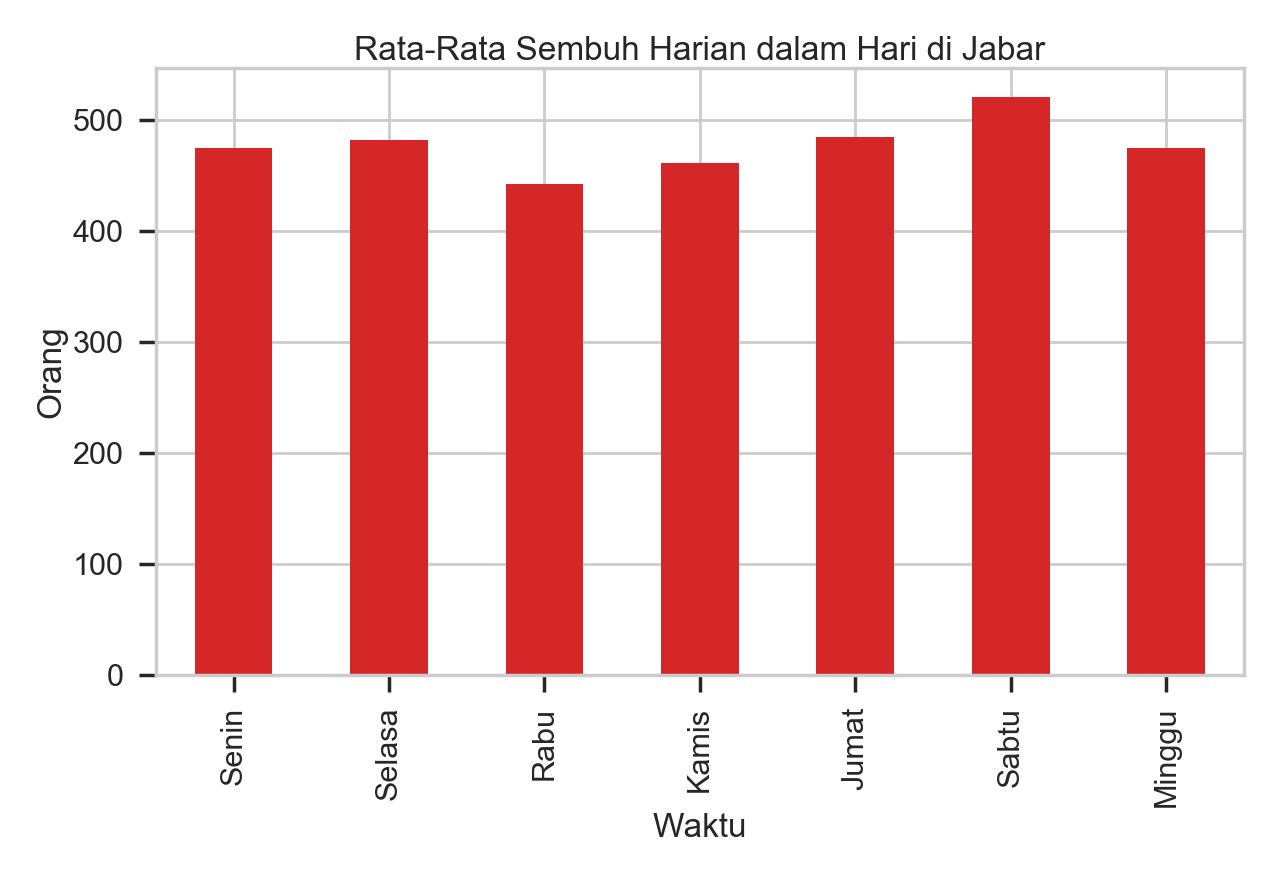 Rata-Rata Sembuh Harian dalam Hari di Jabar
Orang
500
400
300
200
100
0
Senin
Selasa
Rabu
Kamis
Jumat
Sabtu
Minggu
Waktu